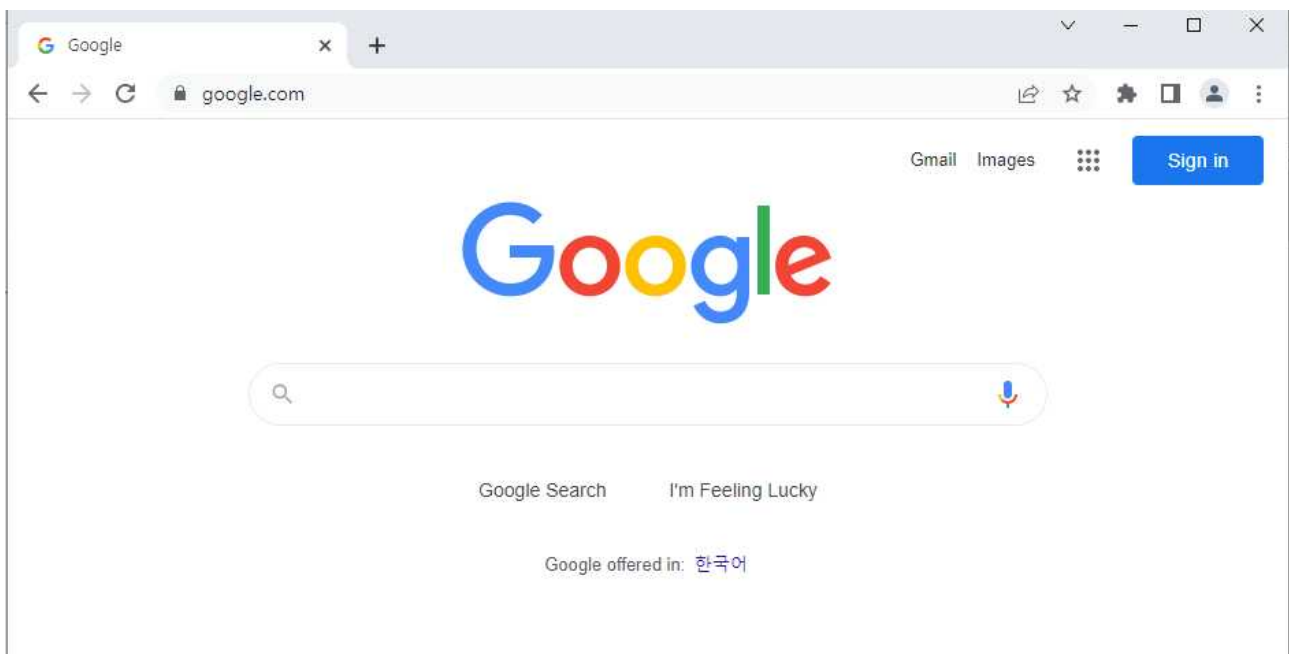 Google
google.com
Gmail Images Sign in
Google
Google Search I'm Feeling Lucky
Google offered in: 한국어